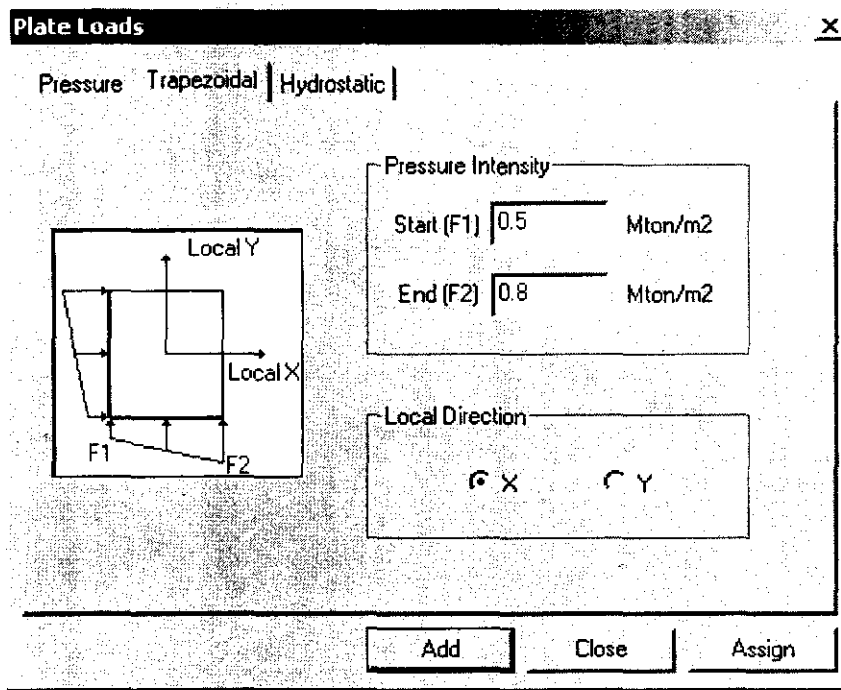 Plate Loads
Pressure Trapezoidal Hydrostatic
Pressure Intensity
Start (F1) 0.5 Mton/m2
End (F2) 0.8 Mton/m2
Local Y
Local X
F1
F2
Local Direction
X Y
Add Close Assign